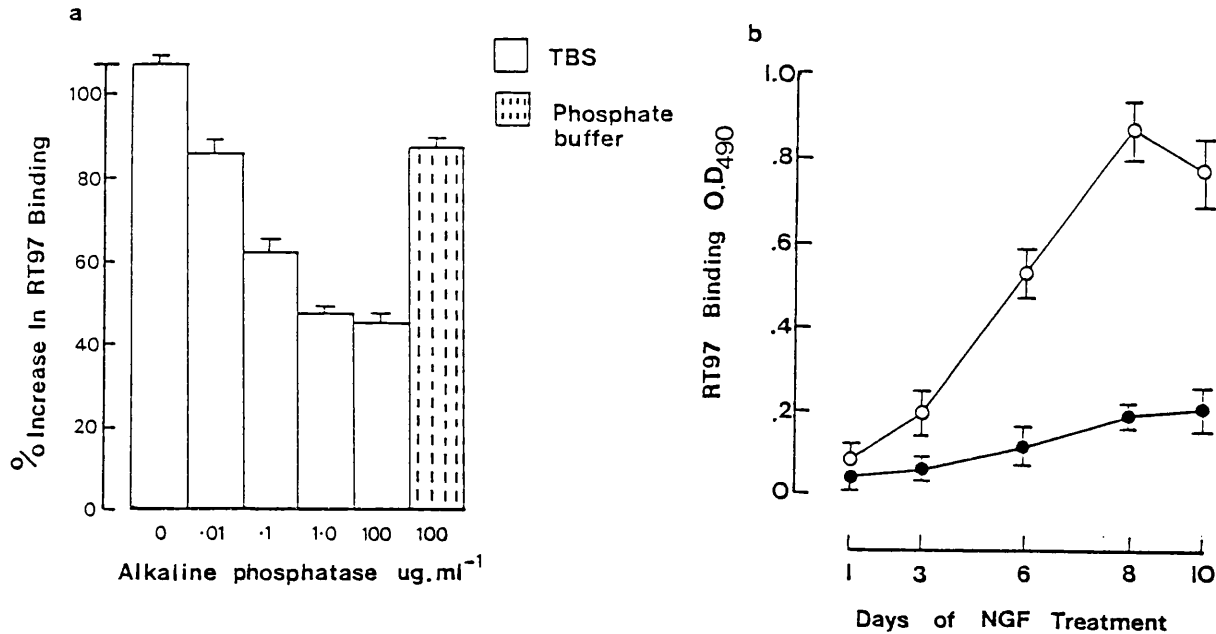 a
% Increase In RT97 Binding
100
80
60
40
20
0
0 ·01 ·1 1·0 100 100
Alkaline phosphatase ug.ml⁻¹
TBS
Phosphate
buffer
b
RT97 Binding O.D490
1.0
.8
.6
.4
.2
0
1 3 6 8 10
Days of NGF Treatment